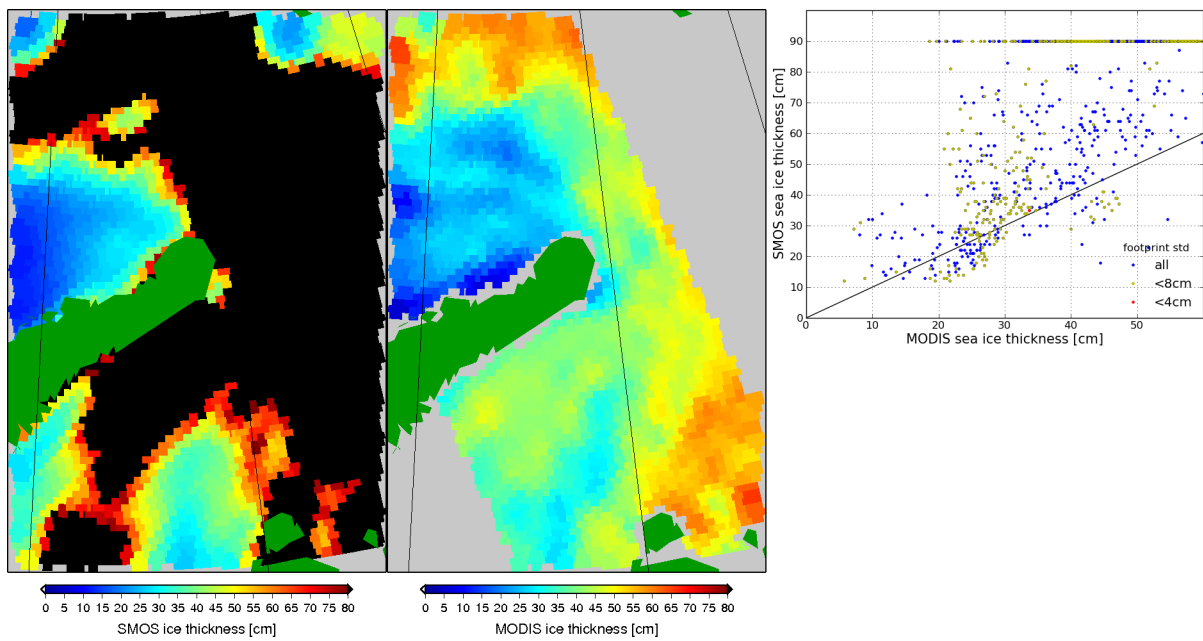 0 5 10 15 20 25 30 35 40 45 50 55 60 65 70 75 80
SMOS ice thickness [cm]
0 5 10 15 20 25 30 35 40 45 50 55 60 65 70 75 80
MODIS ice thickness [cm]
SMOS sea ice thickness [cm]
90
80
70
60
50
40
30
20
10
0
footprint std
all
<8cm
<4cm
0 10 20 30 40 50
MODIS sea ice thickness [cm]